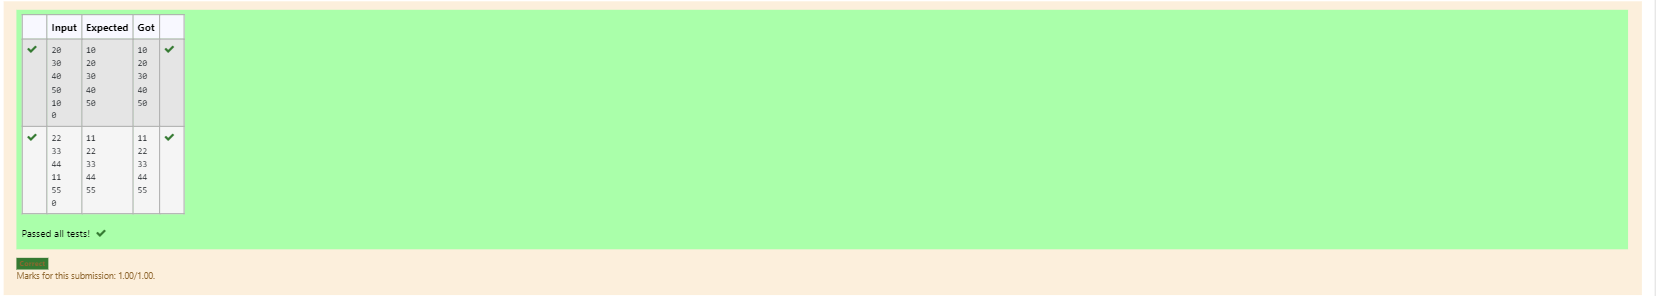 Input Expected Got
20 10 10
30 20 20
40 30 30
50 40 40
10 50 50
0
22 11 11
33 22 22
44 33 33
11 44 44
55 55 55
0
Passed all tests!
Marks for this submission: 1.00/1.00.